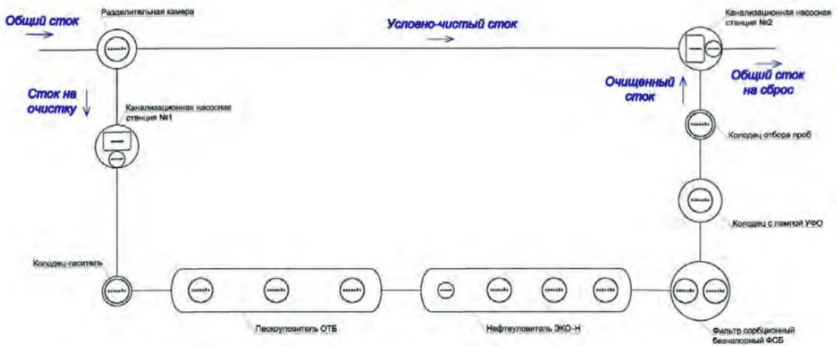 Разделительная камера
Общий сток
Условно-чистый сток
Канализационная насосная
станция №2
Сток на
очистку
Канализационная насосная
станция №1
Очищенный
сток
Общий сток
на сброс
Колодец отбора проб
Колодец с лампой УФО
Колодец-гаситель
Пескоуловитель ОТБ
Нефтеуловитель ЭКО-Н
Фильтр сорбционный
безнапорный ФСБ